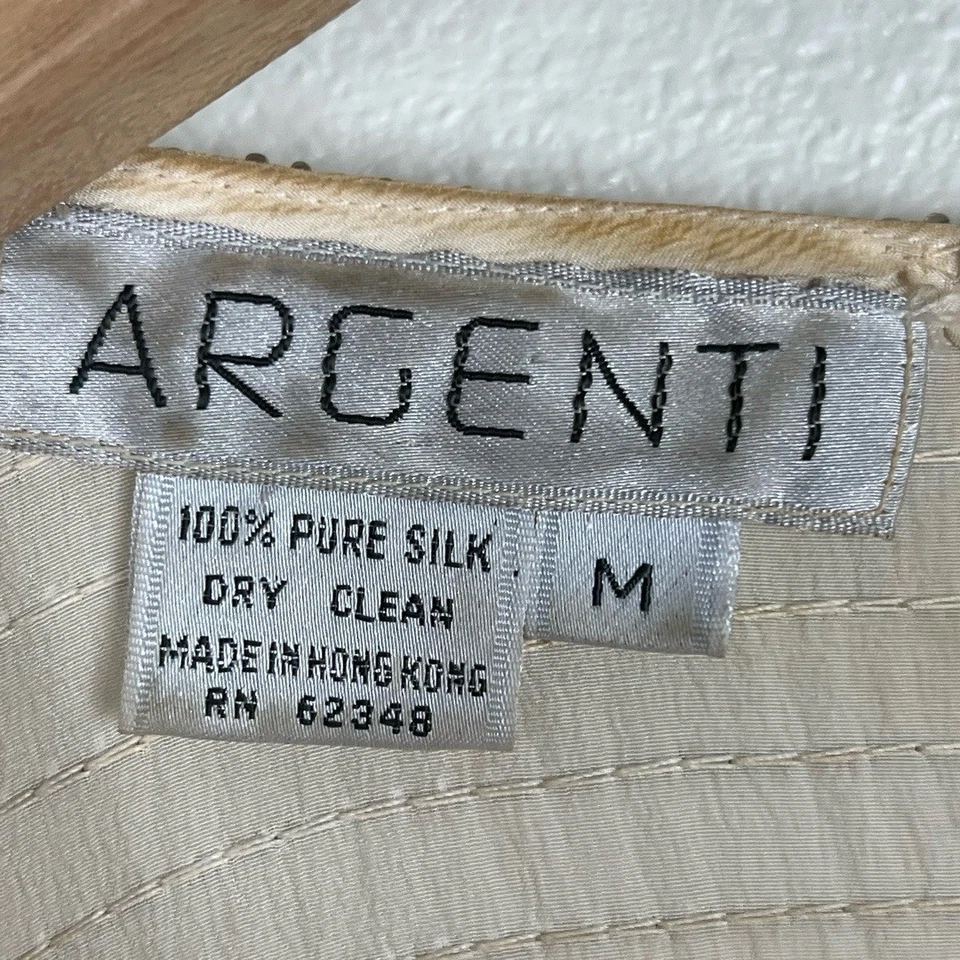 ARGENTI
100% PURE SILK
DRY CLEAN
MADE IN HONG KONG
RN 62348
M